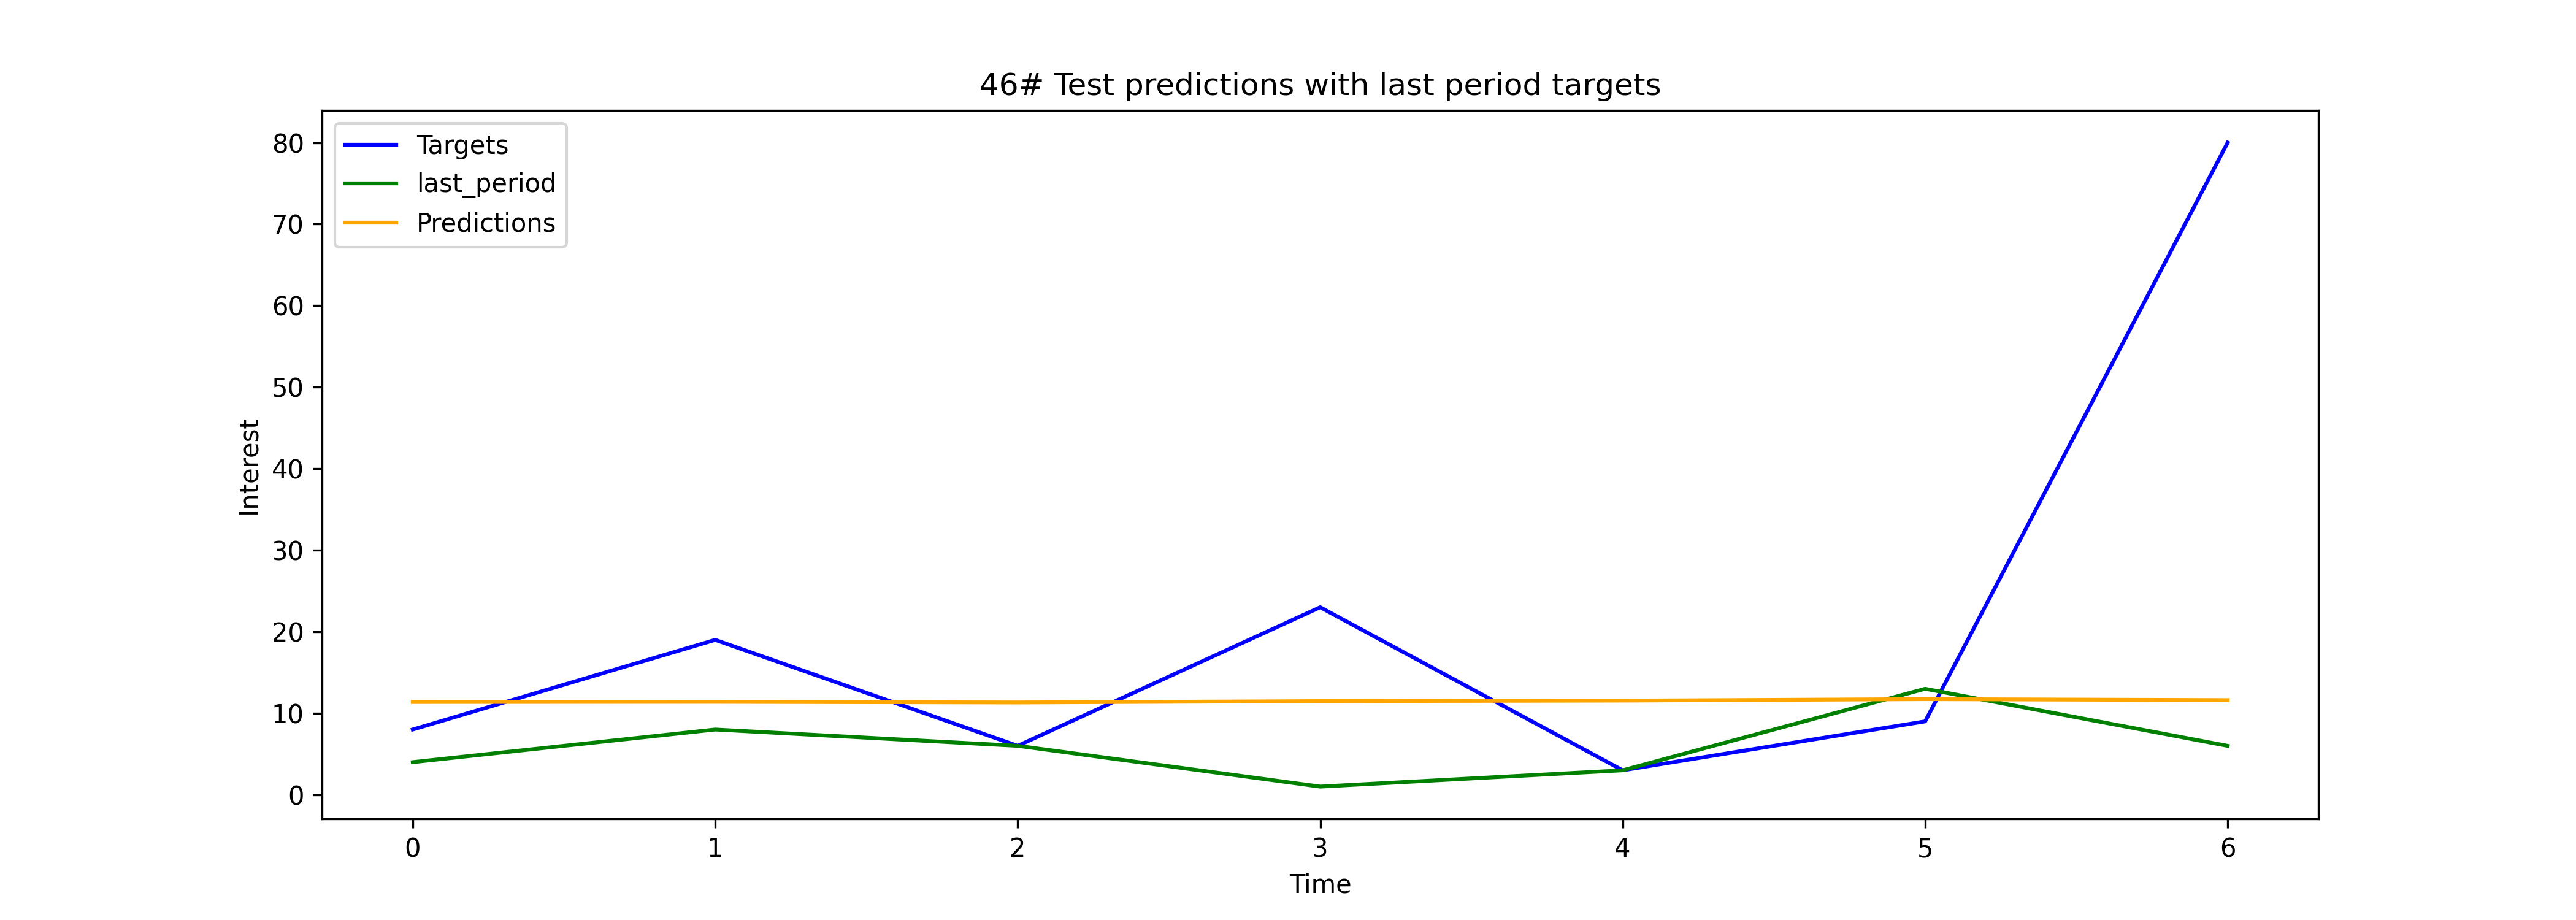 46# Test predictions with last period targets
Targets
last_period
Predictions
80
70
60
50
40
30
20
10
0
Interest
0 1 2 3 4 5 6
Time